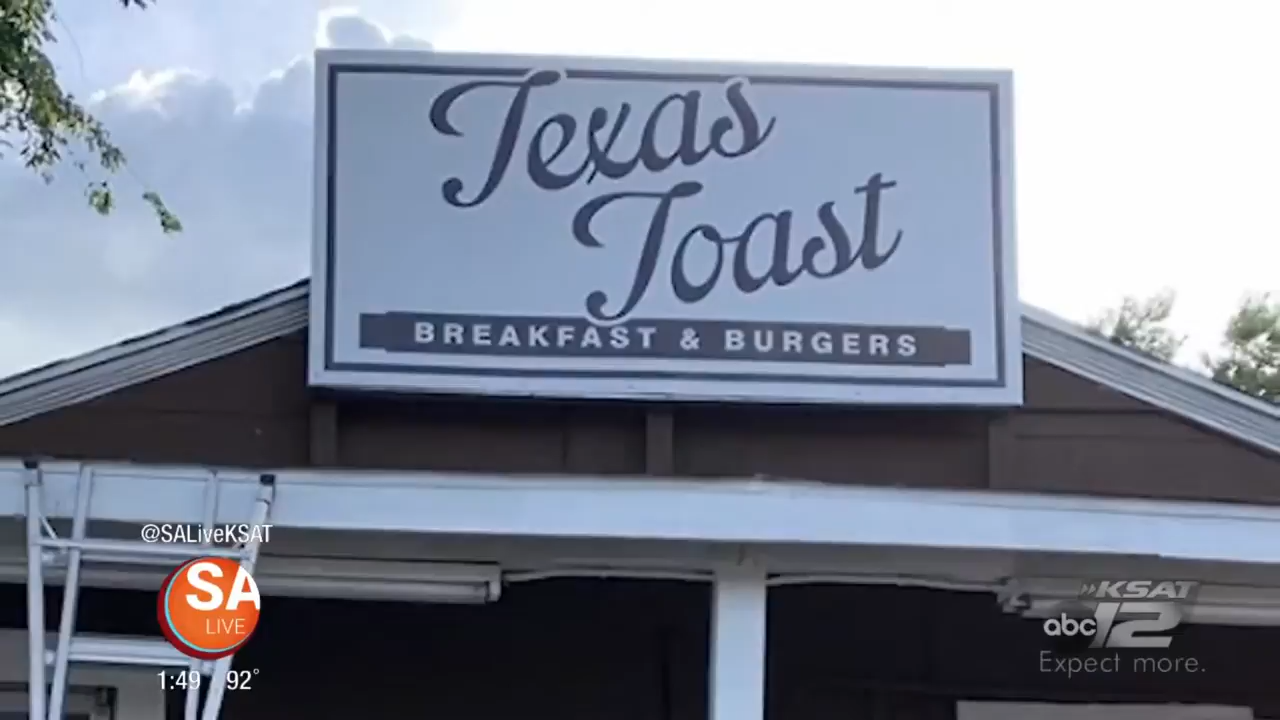 Texas
Toast
BREAKFAST & BURGERS
@SALiveKSAT
SA
LIVE
1:49 92°
KSAT
abc 12
Expect more.